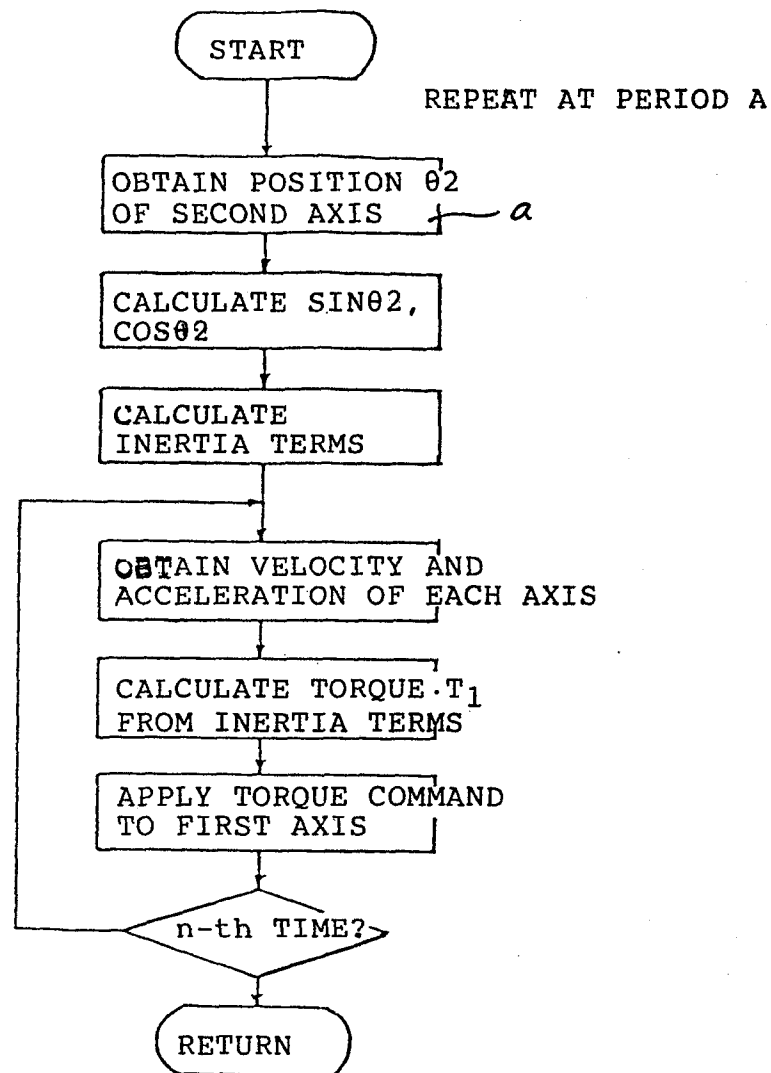 START
REPEAT AT PERIOD A
OBTAIN POSITION θ2
OF SECOND AXIS
a
CALCULATE SINθ2,
COSθ2
CALCULATE
INERTIA TERMS
OBTAIN VELOCITY AND
ACCELERATION OF EACH AXIS
CALCULATE TORQUE T1
FROM INERTIA TERMS
APPLY TORQUE COMMAND
TO FIRST AXIS
n-th TIME?
RETURN